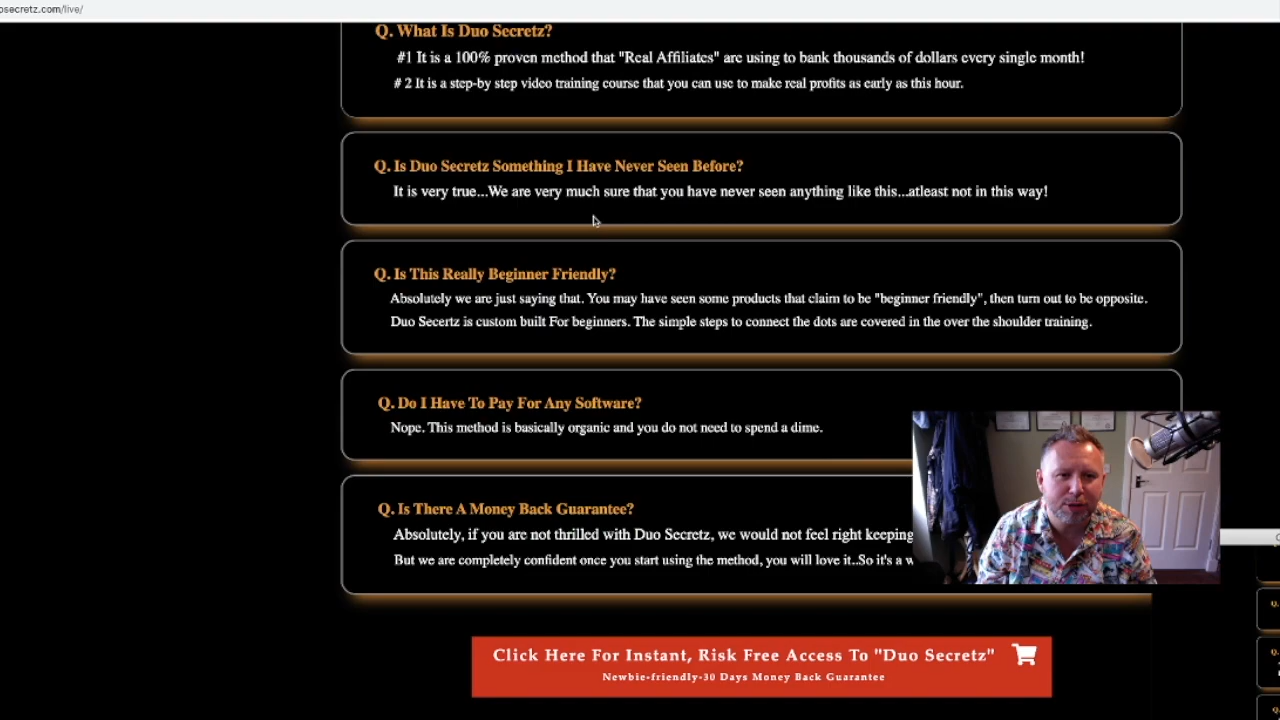 osecretz.com/live/
Q. What Is Duo Secretz?
#1 It is a 100% proven method that "Real Affiliates" are using to bank thousands of dollars every single month!
# 2 It is a step-by step video training course that you can use to make real profits as early as this hour.
Q. Is Duo Secretz Something I Have Never Seen Before?
It is very true...We are very much sure that you have never seen anything like this...atleast not in this way!
Q. Is This Really Beginner Friendly?
Absolutely we are just saying that. You may have seen some products that claim to be "beginner friendly", then turn out to be opposite.
Duo Secertz is custom built For beginners. The simple steps to connect the dots are covered in the over the shoulder training.
Q. Do I Have To Pay For Any Software?
Nope. This method is basically organic and you do not need to spend a dime.
Q. Is There A Money Back Guarantee?
Absolutely, if you are not thrilled with Duo Secretz, we would not feel right keeping
But we are completely confident once you start using the method, you will love it..So it's a w
Click Here For Instant, Risk Free Access To "Duo Secretz"
Newbie-friendly-30 Days Money Back Guarantee
Q.
Q.